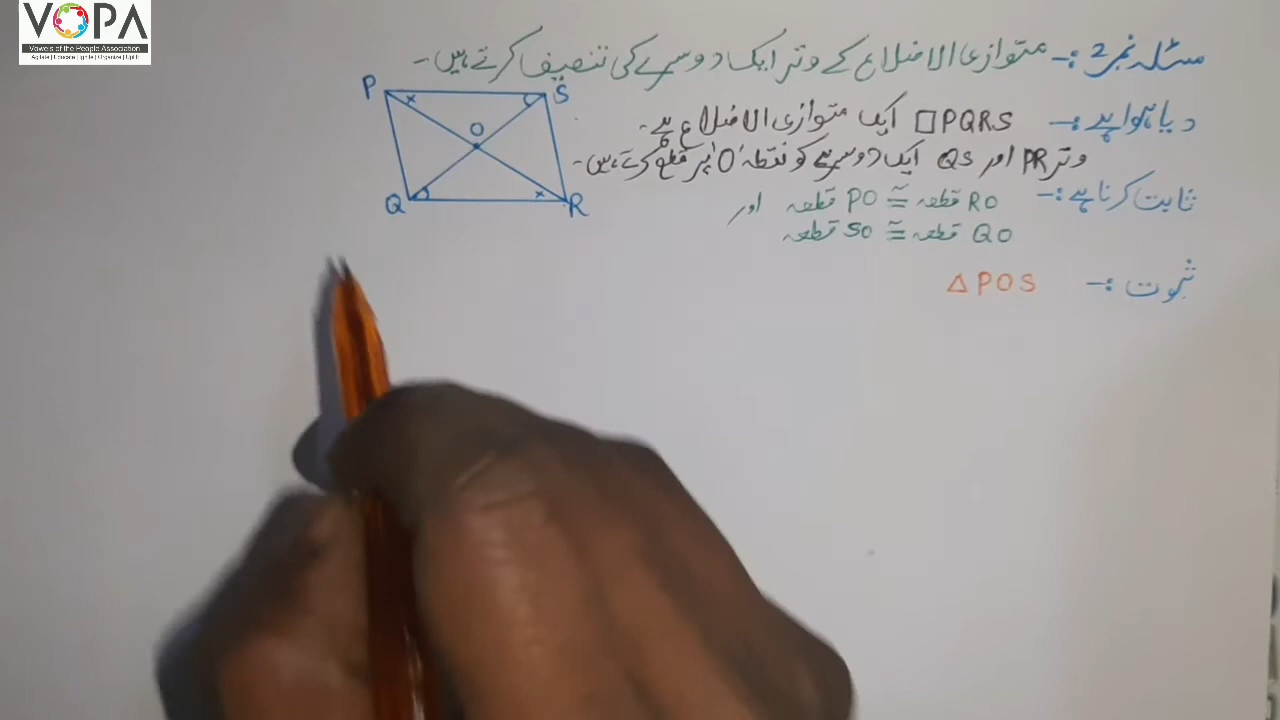 VOPA
Vowels of the People Association
مسئلہ نمبر 2 :- متوازی الاضلاع کے وتر ایک دوسرے کی تنصیف کرتے ہیں۔
دیا ہوا ہے :- □PQRS ایک متوازی الاضلاع ہے۔
وتر PR اور QS ایک دوسرے کو نقطہ 'O' پر قطع کرتے ہیں۔
ثابت کرنا ہے :- قطعہ RO ≅ قطعہ PO اور
قطعہ QO ≅ قطعہ SO
ثبوت :- △POS
P
S
O
Q
R